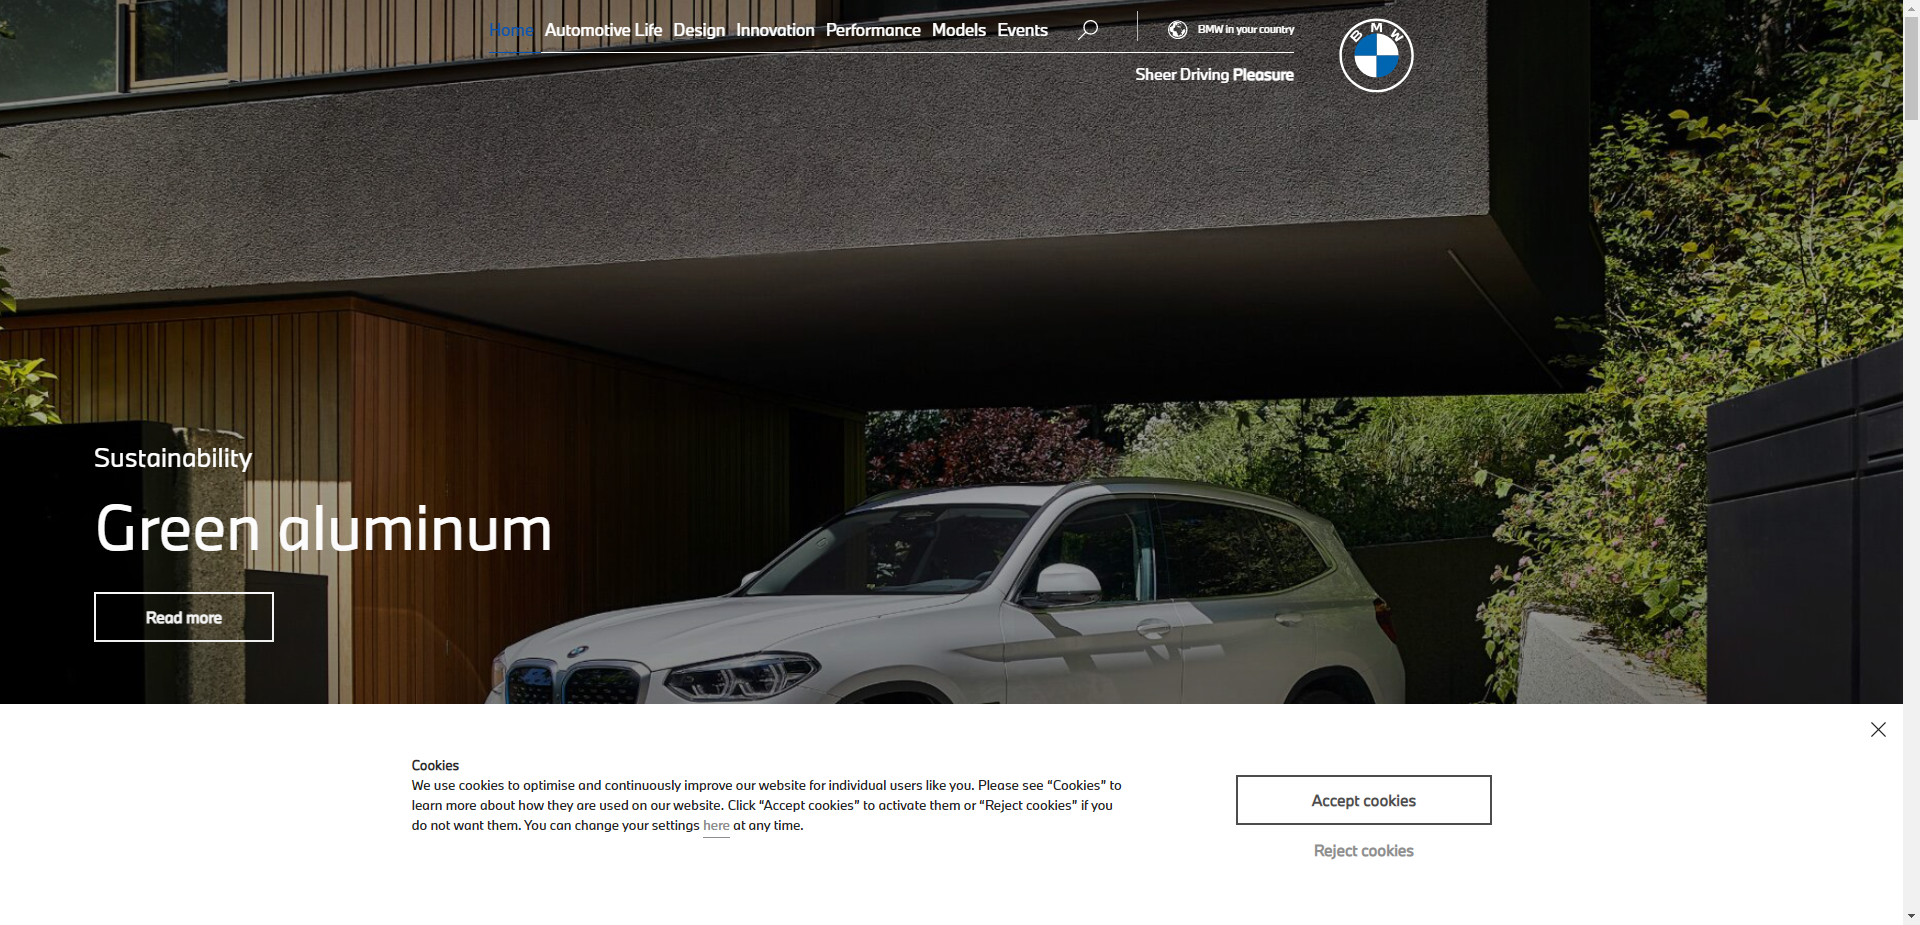 Home Automotive Life Design Innovation Performance Models Events
BMW in your country
BMW
Sheer Driving Pleasure
Sustainability
Green aluminum
Read more
Cookies
We use cookies to optimise and continuously improve our website for individual users like you. Please see “Cookies” to
learn more about how they are used on our website. Click “Accept cookies” to activate them or “Reject cookies” if you
do not want them. You can change your settings here at any time.
Accept cookies
Reject cookies